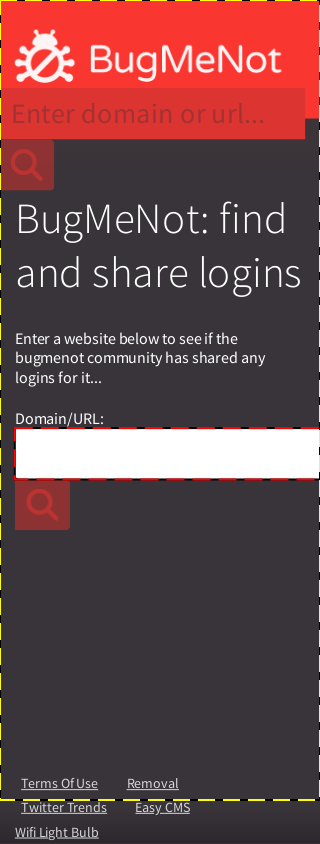 BugMeNot
Enter domain or url...
BugMeNot: find
and share logins
Enter a website below to see if the
bugmenot community has shared any
logins for it...
Domain/URL:
Terms Of Use Removal
Twitter Trends Easy CMS
Wifi Light Bulb